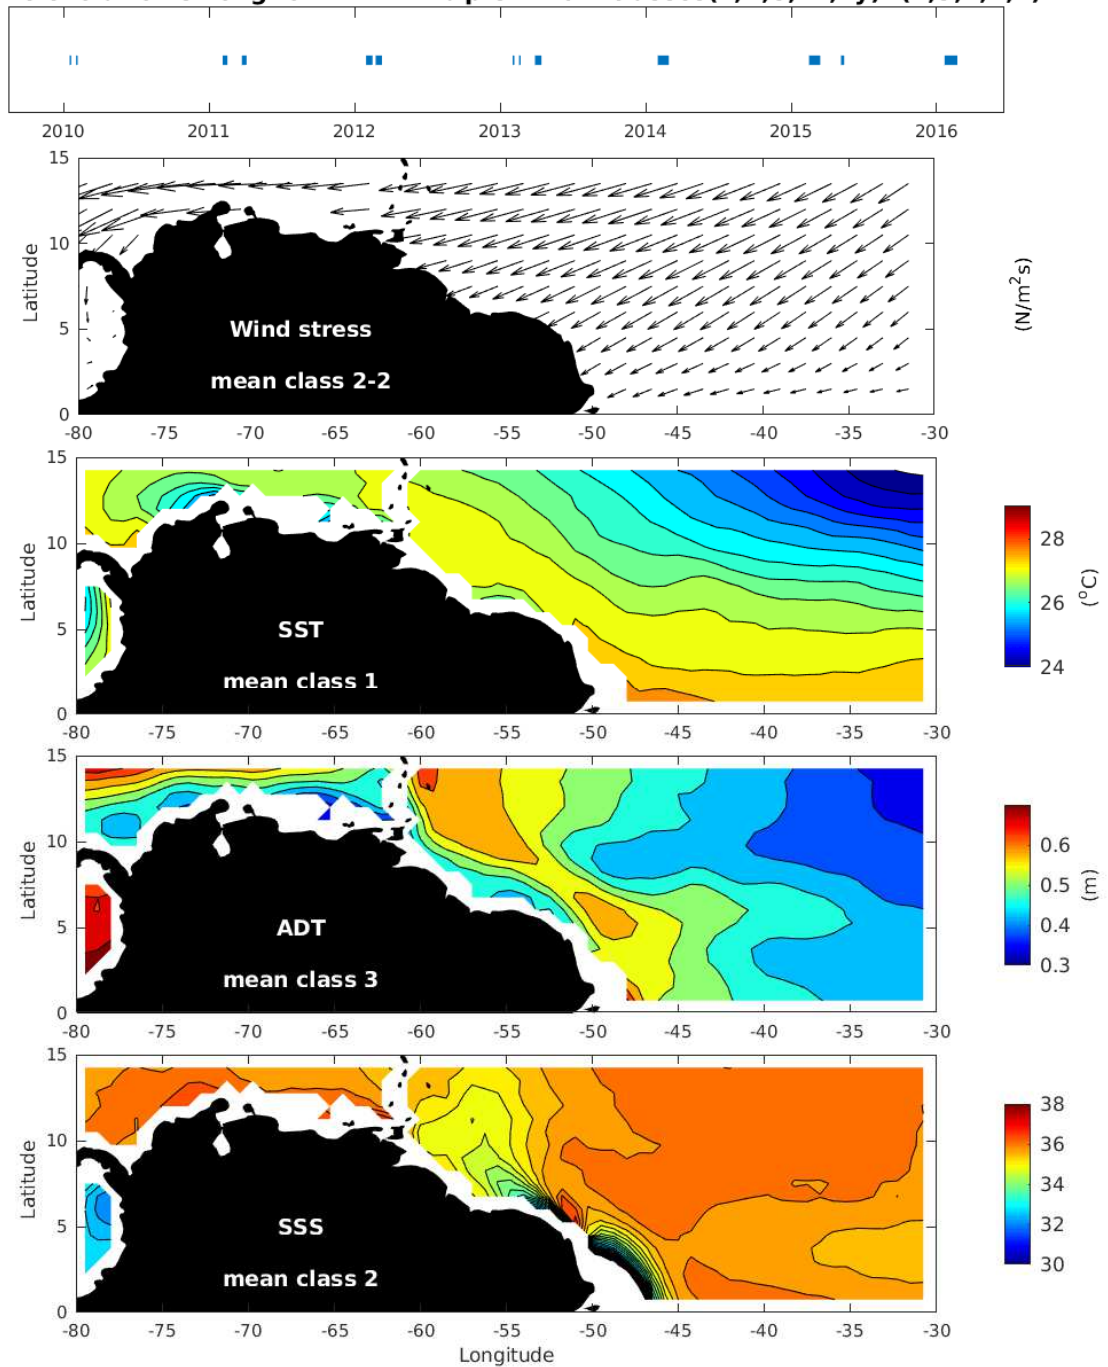 2010 2011 2012 2013 2014 2015 2016
15
10
5
0
Latitude
Wind stress
mean class 2-2
(N/m²s)
-80 -75 -70 -65 -60 -55 -50 -45 -40 -35 -30
15
10
5
0
Latitude
SST
mean class 1
28
26
24
(°C)
-80 -75 -70 -65 -60 -55 -50 -45 -40 -35 -30
15
10
5
0
Latitude
ADT
mean class 3
0.6
0.5
0.4
0.3
(m)
-80 -75 -70 -65 -60 -55 -50 -45 -40 -35 -30
15
10
5
0
Latitude
SSS
mean class 2
38
36
34
32
30
-80 -75 -70 -65 -60 -55 -50 -45 -40 -35 -30
Longitude